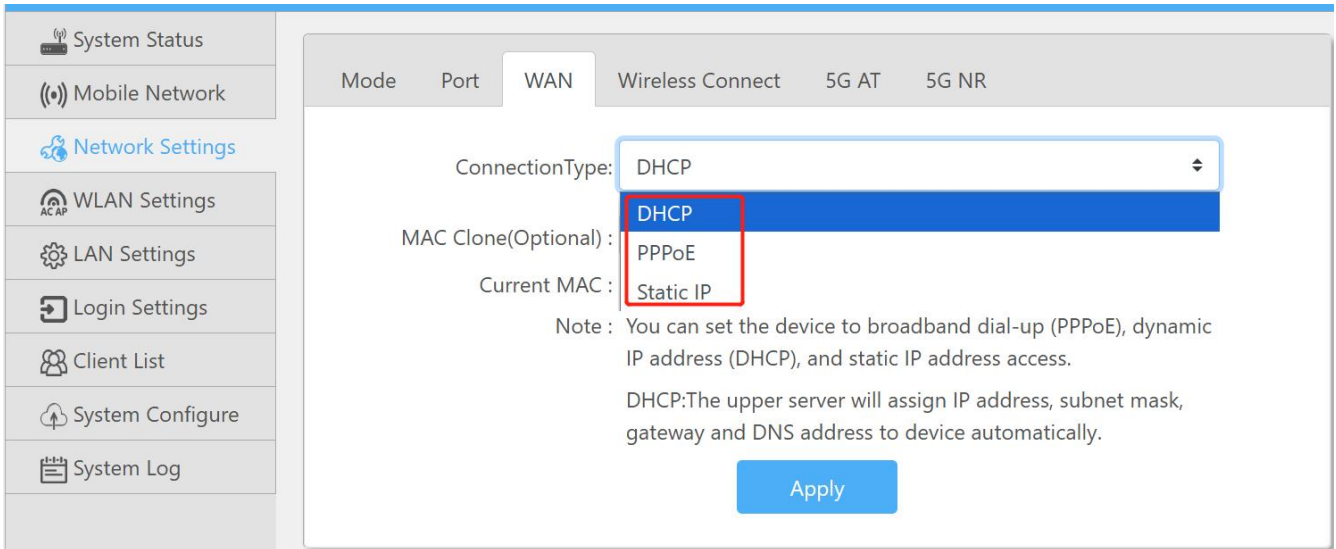 System Status
Mobile Network
Network Settings
AC AP WLAN Settings
LAN Settings
Login Settings
Client List
System Configure
System Log
Mode Port WAN Wireless Connect 5G AT 5G NR
ConnectionType: DHCP
DHCP
MAC Clone(Optional) :
PPPoE
Current MAC :
Static IP
Note : You can set the device to broadband dial-up (PPPoE), dynamic
IP address (DHCP), and static IP address access.
DHCP:The upper server will assign IP address, subnet mask,
gateway and DNS address to device automatically.
Apply